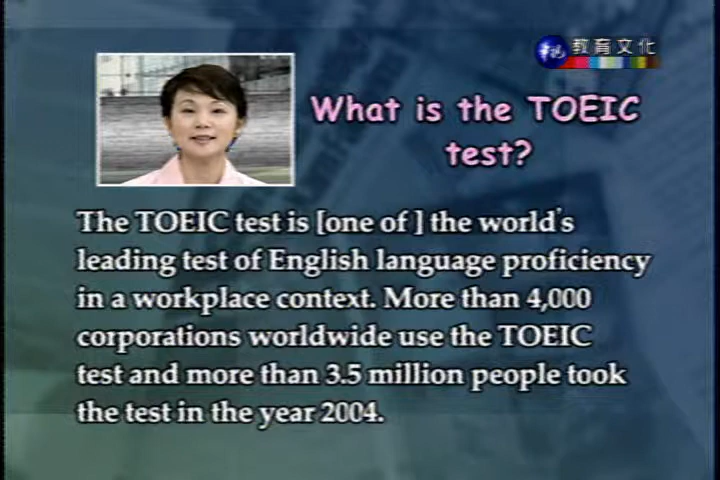 華視 教育文化
What is the TOEIC
test?
The TOEIC test is [one of ] the world's
leading test of English language proficiency
in a workplace context. More than 4,000
corporations worldwide use the TOEIC
test and more than 3.5 million people took
the test in the year 2004.